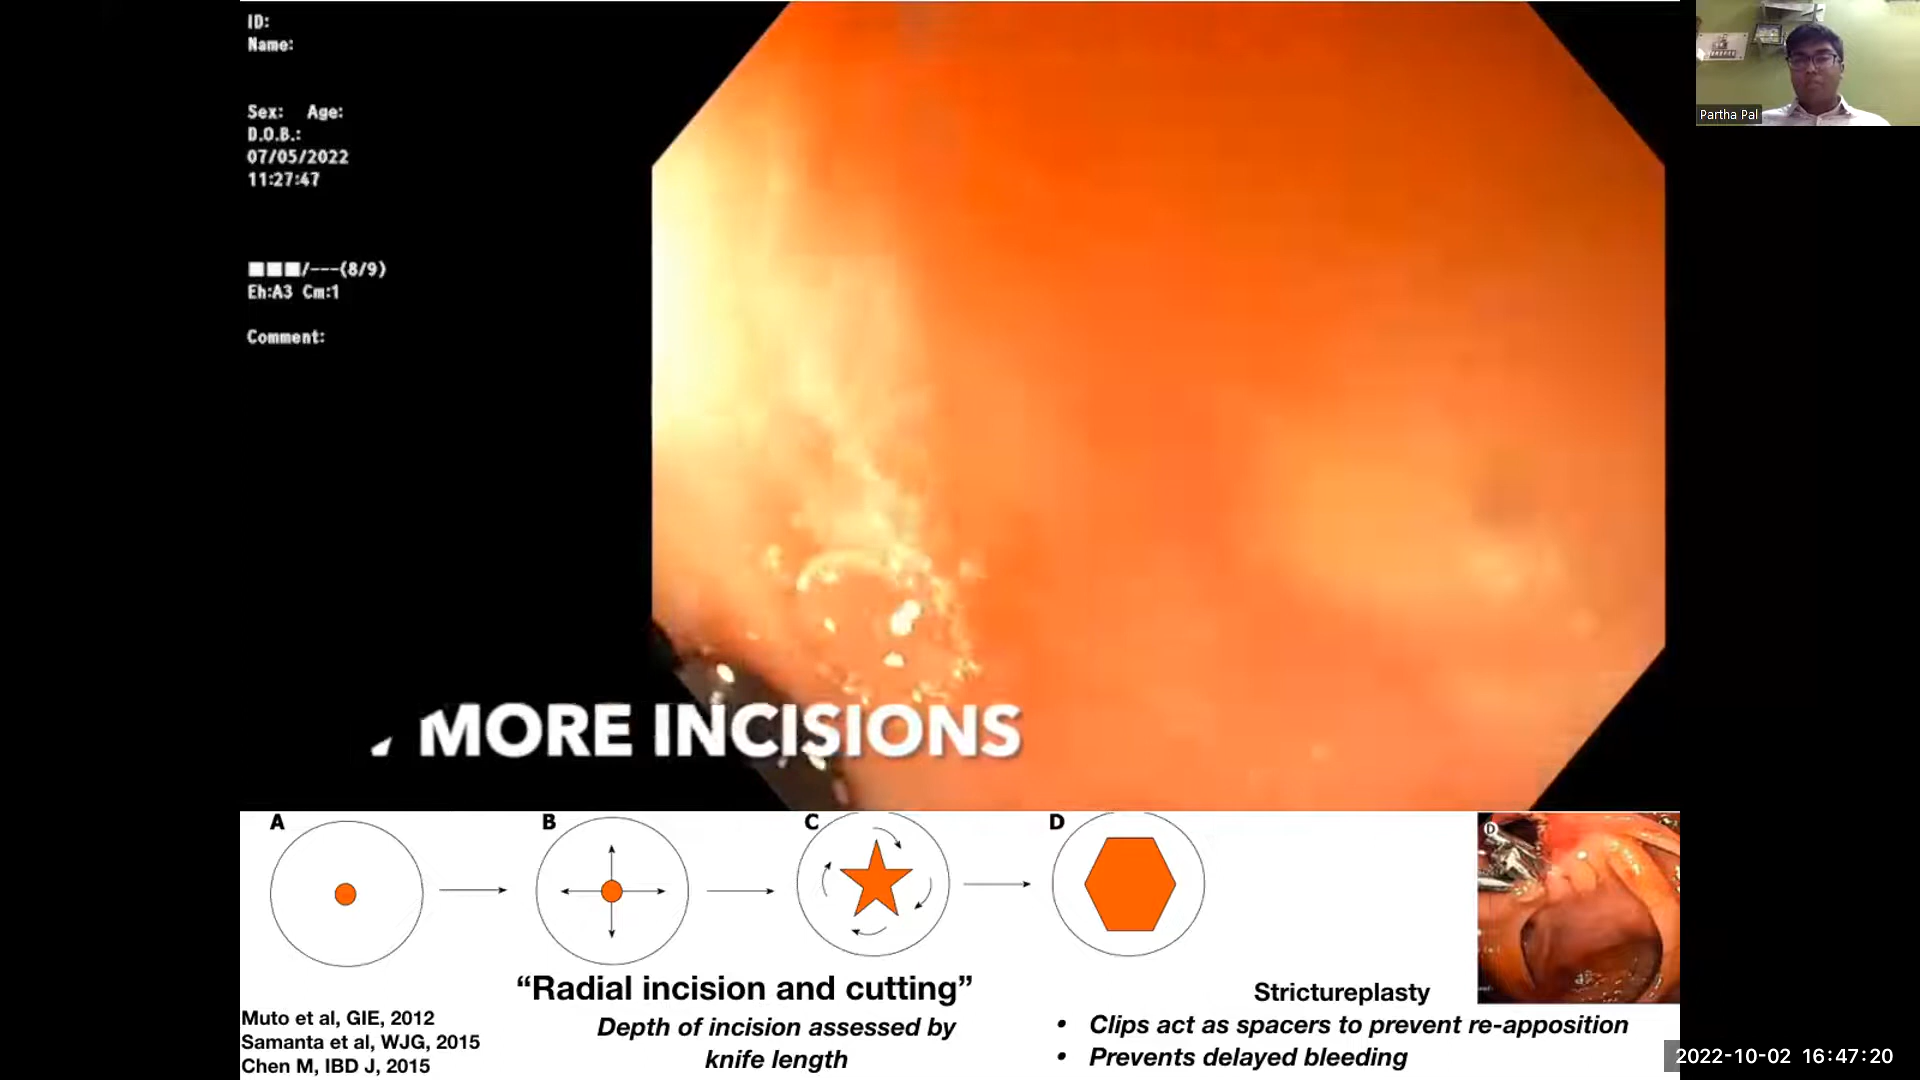 ID:
Name:
Sex: Age:
D.O.B.:
07/05/2022
11:27:47
■■■/---(8/9)
Eh:A3 Cm:1
Comment:
Partha Pal
MORE INCISIONS
A
B
C
D
D
“Radial incision and cutting”
Depth of incision assessed by
knife length
Muto et al, GIE, 2012
Samanta et al, WJG, 2015
Chen M, IBD J, 2015
Strictureplasty
• Clips act as spacers to prevent re-apposition
• Prevents delayed bleeding
2022-10-02 16:47:20